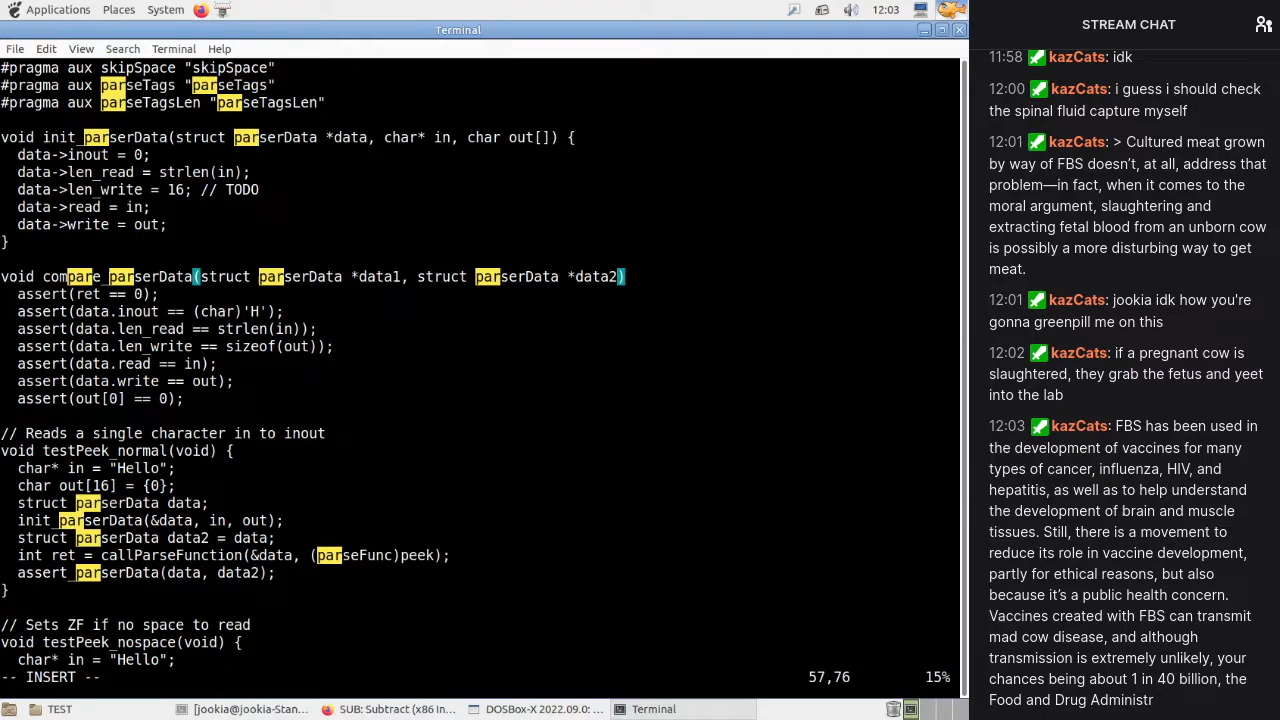 Applications Places System 12:03
Terminal
File Edit View Search Terminal Help
#pragma aux skipSpace "skipSpace"
#pragma aux parseTags "parseTags"
#pragma aux parseTagsLen "parseTagsLen"
void init_parserData(struct parserData *data, char* in, char out[]) {
data->inout = 0;
data->len_read = strlen(in);
data->len_write = 16; // TODO
data->read = in;
data->write = out;
}
void compare_parserData(struct parserData *data1, struct parserData *data2)
assert(ret == 0);
assert(data.inout == (char)'H');
assert(data.len_read == strlen(in));
assert(data.len_write == sizeof(out));
assert(data.read == in);
assert(data.write == out);
assert(out[0] == 0);
// Reads a single character in to inout
void testPeek_normal(void) {
char* in = "Hello";
char out[16] = {0};
struct parserData data;
init_parserData(&data, in, out);
struct parserData data2 = data;
int ret = callParseFunction(&data, (parseFunc)peek);
assert_parserData(data, data2);
}
// Sets ZF if no space to read
void testPeek_nospace(void) {
char* in = "Hello";
-- INSERT -- 57,76 15%
TEST [jookia@jookia-Stan... SUB: Subtract (x86 In... DOSBox-X 2022.09.0: ... Terminal
STREAM CHAT
11:58 kazCats: idk
12:00 kazCats: i guess i should check
the spinal fluid capture myself
12:01 kazCats: > Cultured meat grown
by way of FBS doesn't, at all, address that
problem—in fact, when it comes to the
moral argument, slaughtering and
extracting fetal blood from an unborn cow
is possibly a more disturbing way to get
meat.
12:01 kazCats: jookia idk how you're
gonna greenpill me on this
12:02 kazCats: if a pregnant cow is
slaughtered, they grab the fetus and yeet
into the lab
12:03 kazCats: FBS has been used in
the development of vaccines for many
types of cancer, influenza, HIV, and
hepatitis, as well as to help understand
the development of brain and muscle
tissues. Still, there is a movement to
reduce its role in vaccine development,
partly for ethical reasons, but also
because it's a public health concern.
Vaccines created with FBS can transmit
mad cow disease, and although
transmission is extremely unlikely, your
chances being about 1 in 40 billion, the
Food and Drug Administr